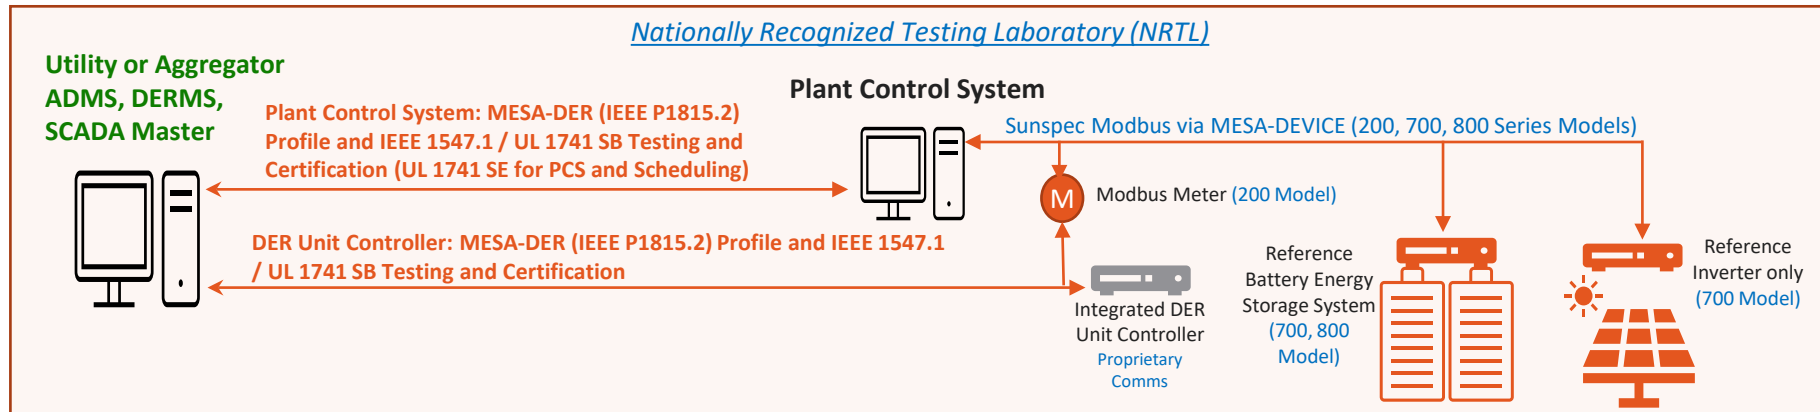 Nationally Recognized Testing Laboratory (NRTL)
Utility or Aggregator
ADMS, DERMS,
SCADA Master
Plant Control System: MESA-DER (IEEE P1815.2)
Profile and IEEE 1547.1 / UL 1741 SB Testing and
Certification (UL 1741 SE for PCS and Scheduling)
Plant Control System
Sunspec Modbus via MESA-DEVICE (200, 700, 800 Series Models)
M
Modbus Meter (200 Model)
DER Unit Controller: MESA-DER (IEEE P1815.2) Profile and IEEE 1547.1
/ UL 1741 SB Testing and Certification
Integrated DER
Unit Controller
Proprietary
Comms
Reference
Battery Energy
Storage System
(700, 800
Model)
Reference
Inverter only
(700 Model)